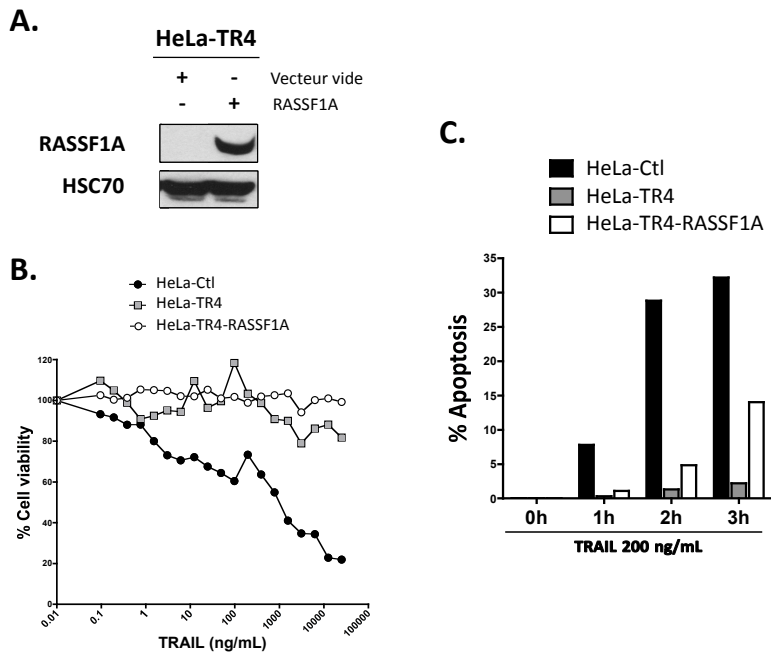 A.
HeLa-TR4
+ - Vecteur vide
- + RASSF1A
RASSF1A
HSC70
B.
HeLa-Ctl
HeLa-TR4
HeLa-TR4-RASSF1A
120
100
80
60
40
20
0
% Cell viability
0.01
0.1
1
10
100
1000
10000
100000
TRAIL (ng/mL)
C.
HeLa-Ctl
HeLa-TR4
HeLa-TR4-RASSF1A
35
30
25
20
15
10
5
0
% Apoptosis
0h 1h 2h 3h
TRAIL 200 ng/mL